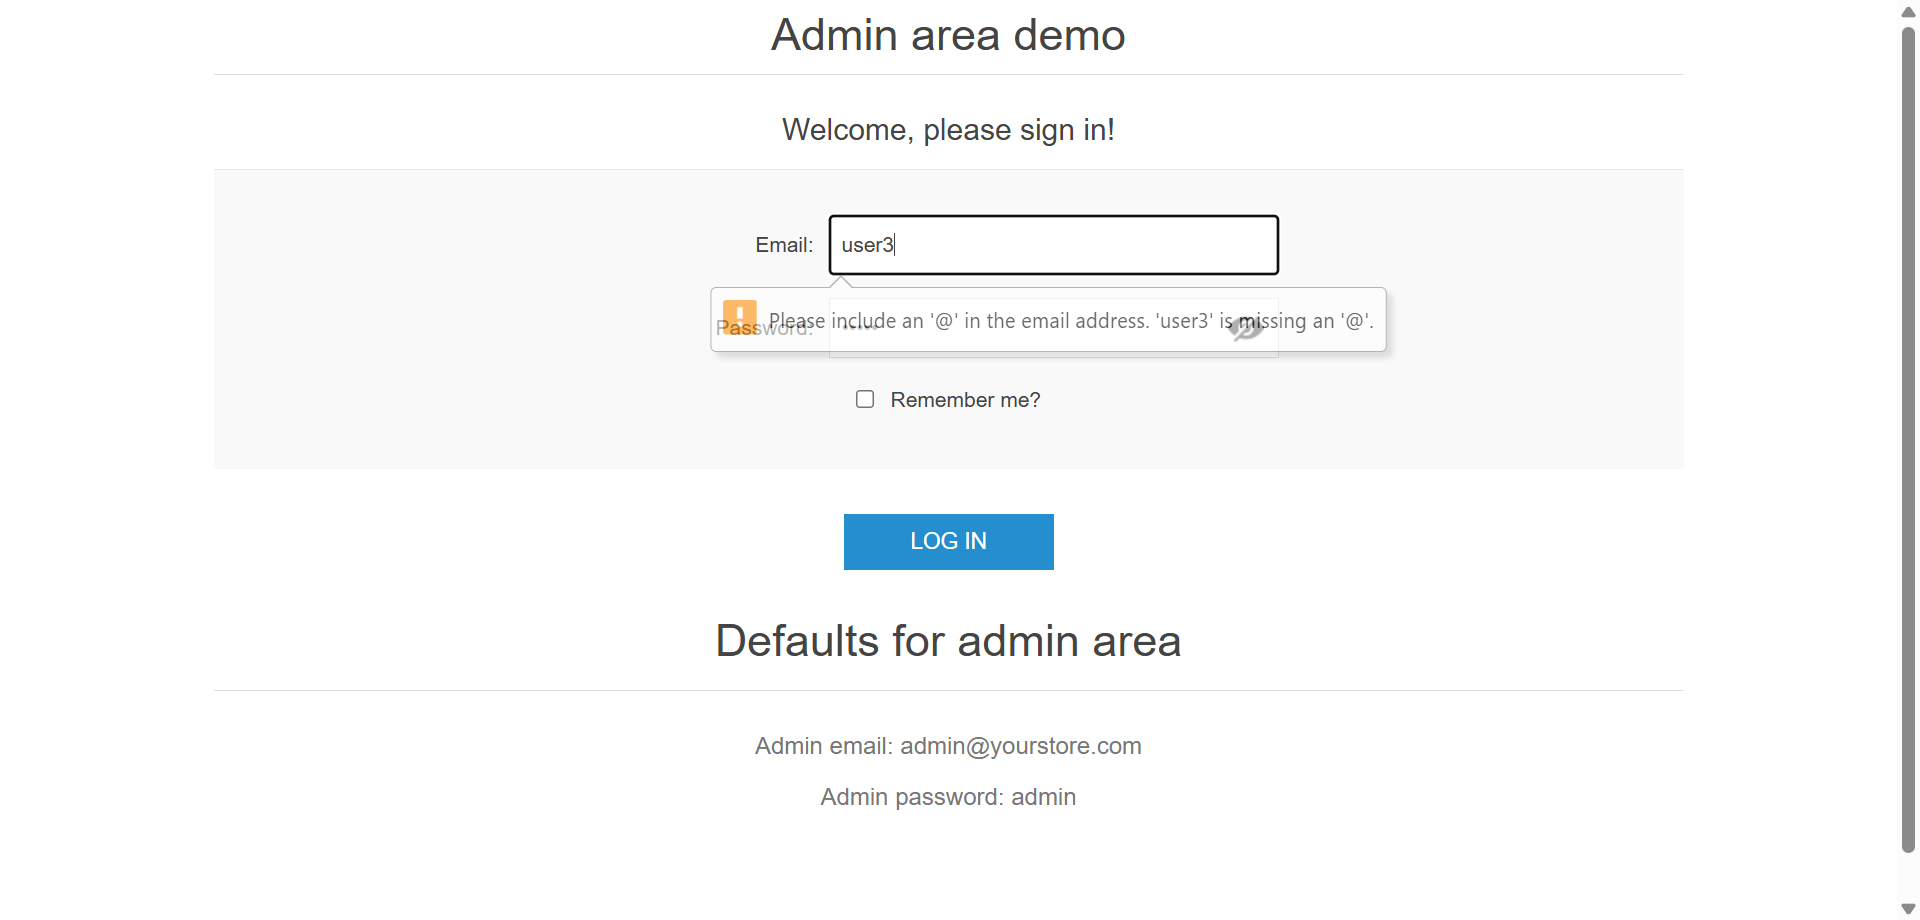 Admin area demo
Welcome, please sign in!
Email: user3
Please include an '@' in the email address. 'user3' is missing an '@'.
Password:
Remember me?
LOG IN
Defaults for admin area
Admin email: admin@yourstore.com
Admin password: admin